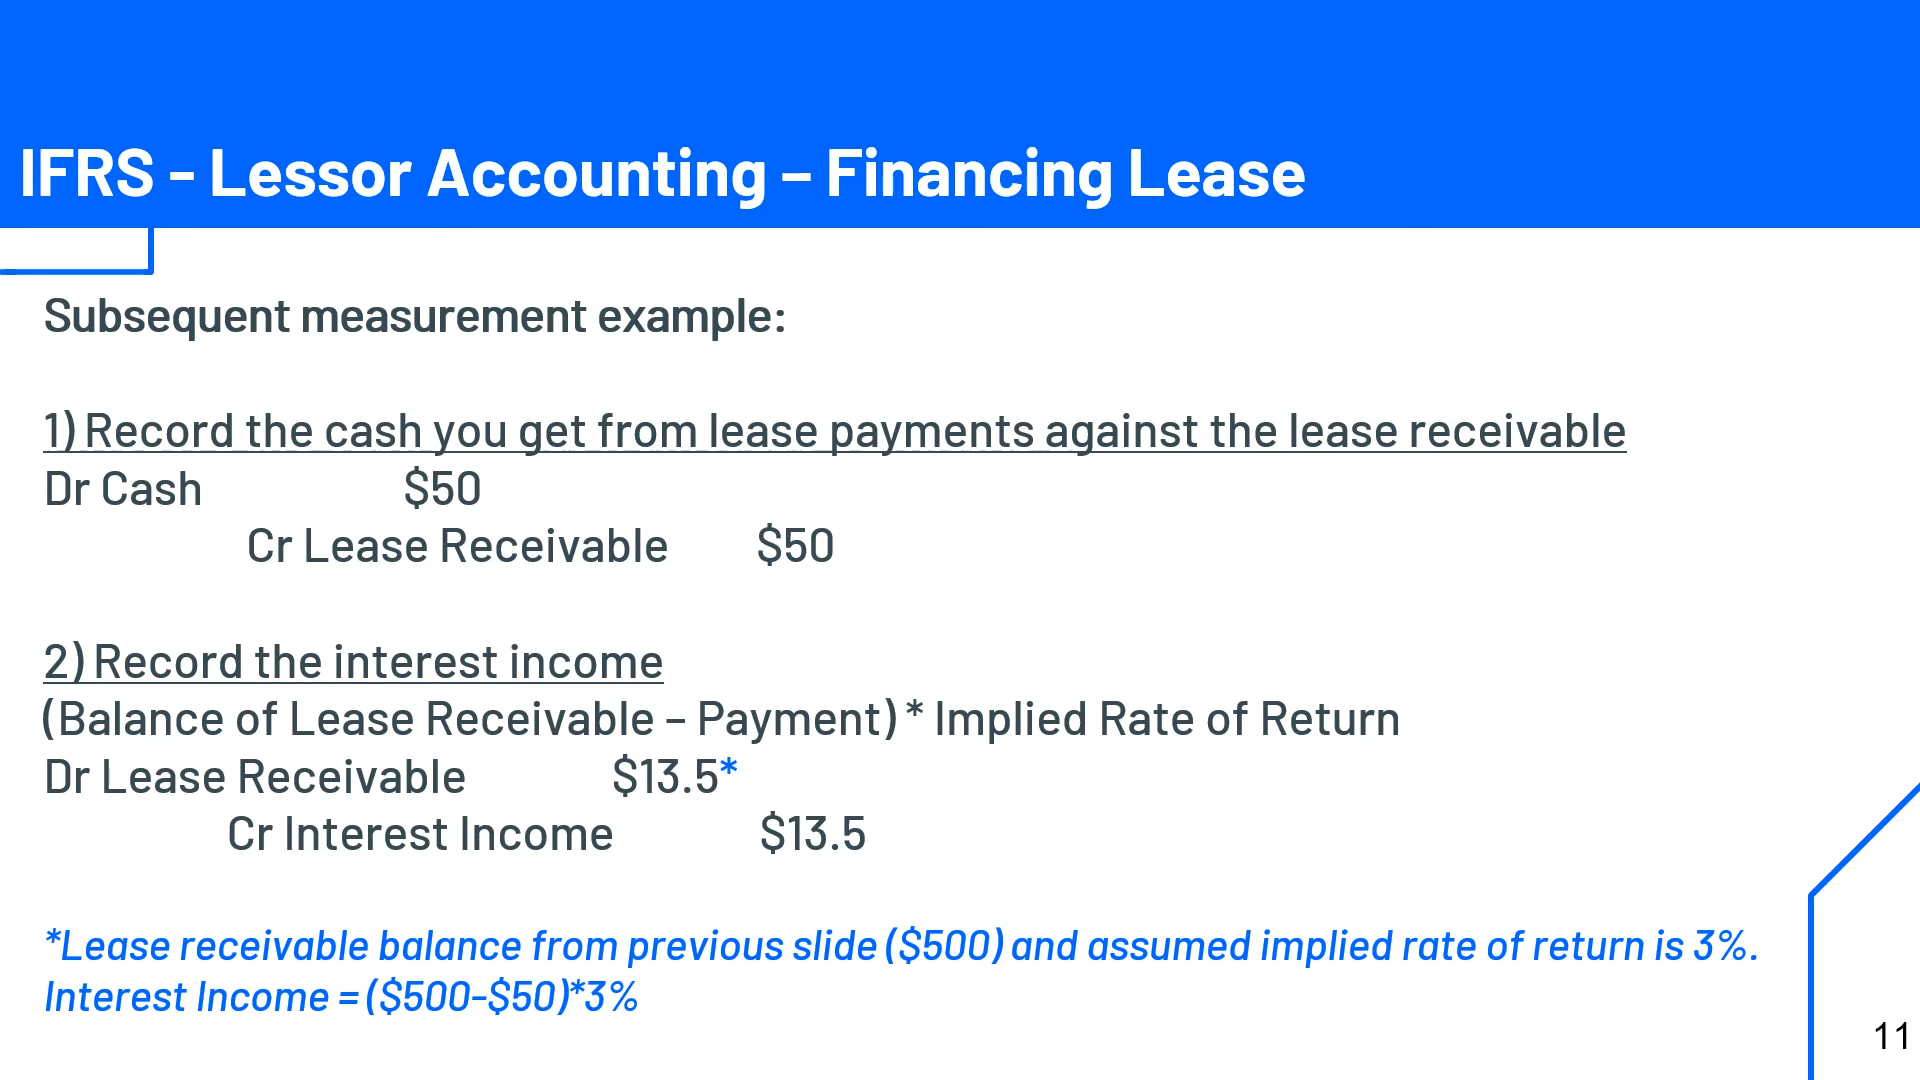 IFRS - Lessor Accounting – Financing Lease
Subsequent measurement example:
1) Record the cash you get from lease payments against the lease receivable
Dr Cash $50
Cr Lease Receivable $50
2) Record the interest income
(Balance of Lease Receivable – Payment) * Implied Rate of Return
Dr Lease Receivable $13.5*
Cr Interest Income $13.5
*Lease receivable balance from previous slide ($500) and assumed implied rate of return is 3%.
Interest Income = ($500-$50)*3%
11